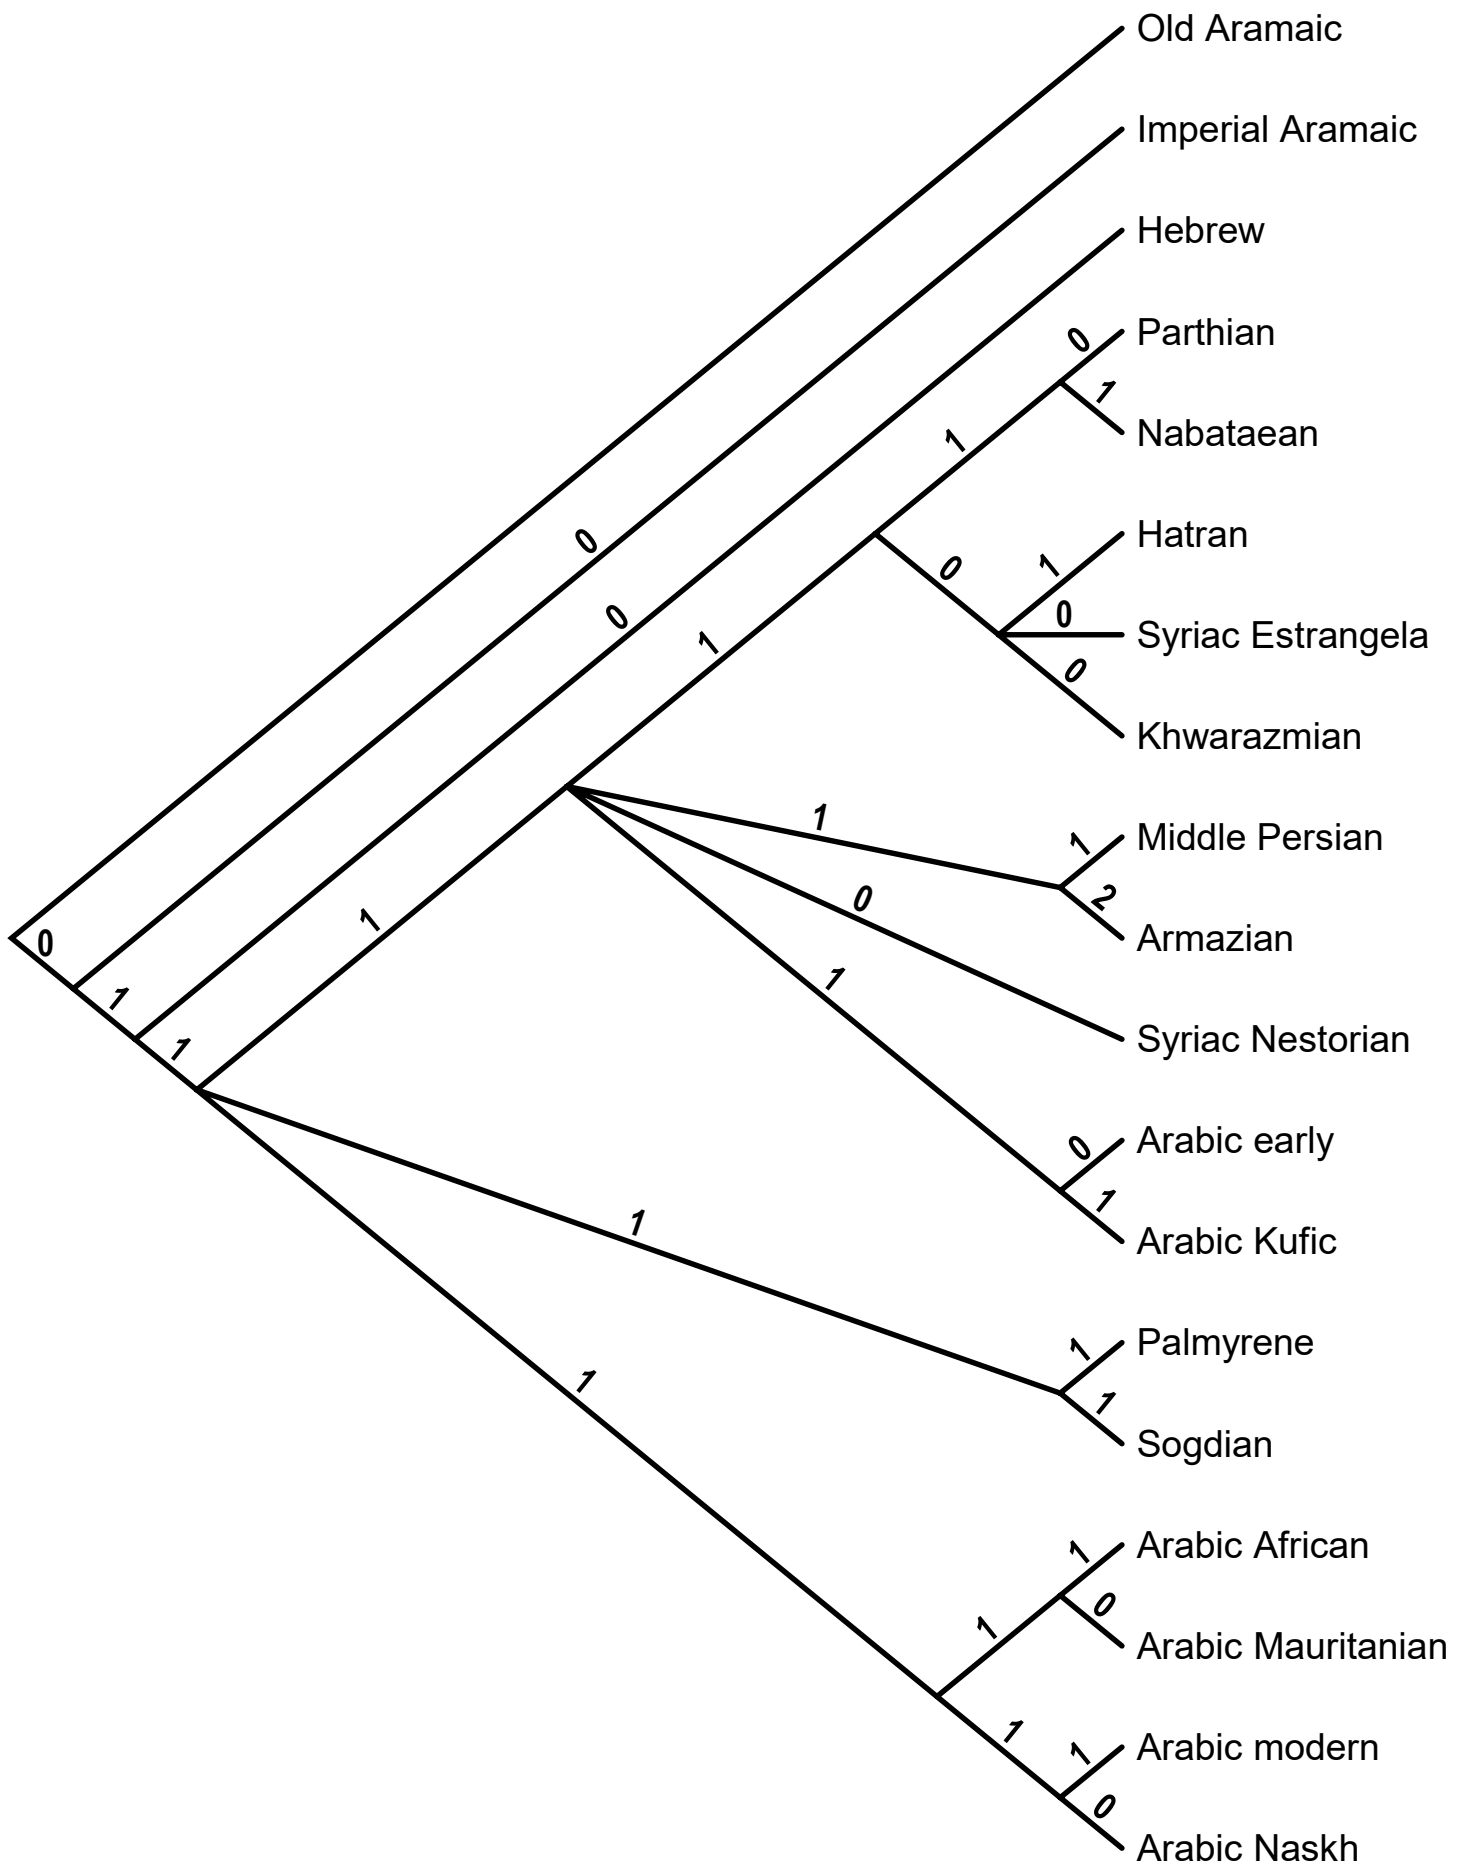 Old Aramaic
Imperial Aramaic
Hebrew
0
Parthian
1
Nabataean
1
0
Hatran
1
0
0
Syriac Estrangela
0
1
0
Khwarazmian
1
1
Middle Persian
0
2
1
Armazian
0
1
1
Syriac Nestorian
1
0
Arabic early
1
1
Arabic Kufic
1
Palmyrene
1
1
Sogdian
1
Arabic African
0
1
Arabic Mauritanian
1
1
Arabic modern
0
Arabic Naskh